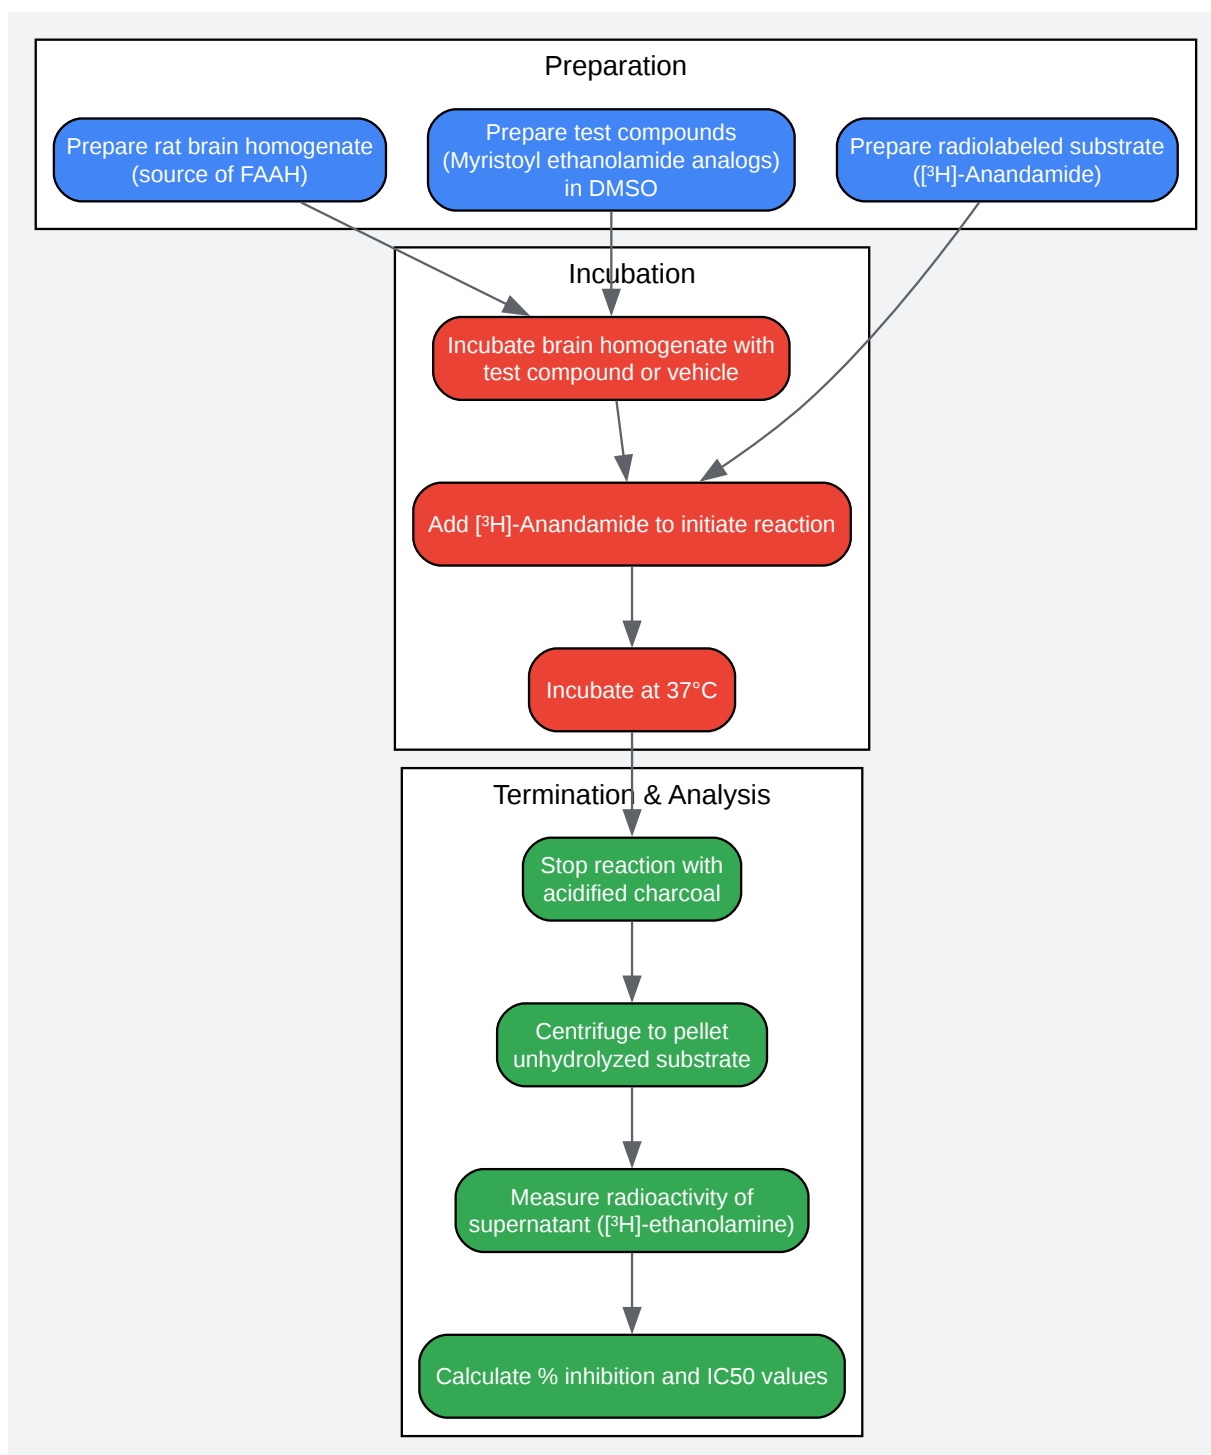 Preparation
Prepare rat brain homogenate
(source of FAAH)
Prepare test compounds
(Myristoyl ethanolamide analogs)
in DMSO
Prepare radiolabeled substrate
([³H]-Anandamide)
Incubation
Incubate brain homogenate with
test compound or vehicle
Add [³H]-Anandamide to initiate reaction
Incubate at 37°C
Termination & Analysis
Stop reaction with
acidified charcoal
Centrifuge to pellet
unhydrolyzed substrate
Measure radioactivity of
supernatant ([³H]-ethanolamine)
Calculate % inhibition and IC50 values